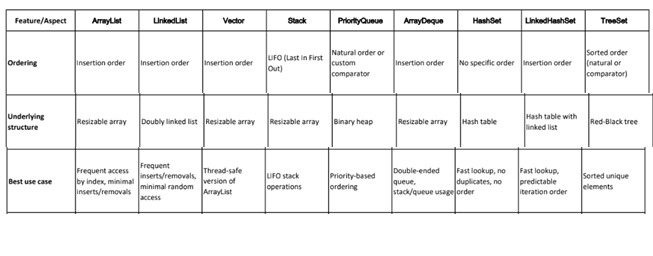 Feature/Aspect ArrayList LinkedList Vector Stack PriorityQueue ArrayDeque HashSet LinkedHashSet TreeSet
Ordering
Insertion order
Insertion order
Insertion order
LIFO (Last In First
Out)
Natural order or
custom
comparator
Insertion order
No specific order
Insertion order
Sorted order
(natural or
comparator)
Underlying
structure
Resizable array
Doubly linked list
Resizable array
Resizable array
Binary heap
Resizable array
Hash table
Hash table with
linked list
Red-Black tree
Best use case
Frequent access
by index, minimal
inserts/removals
Frequent
inserts/removals,
minimal random
access
Thread-safe
version of
ArrayList
LIFO stack
operations
Priority-based
ordering
Double-ended
queue,
stack/queue usage
Fast lookup, no
duplicates, no
order
Fast lookup,
predictable
iteration order
Sorted unique
elements